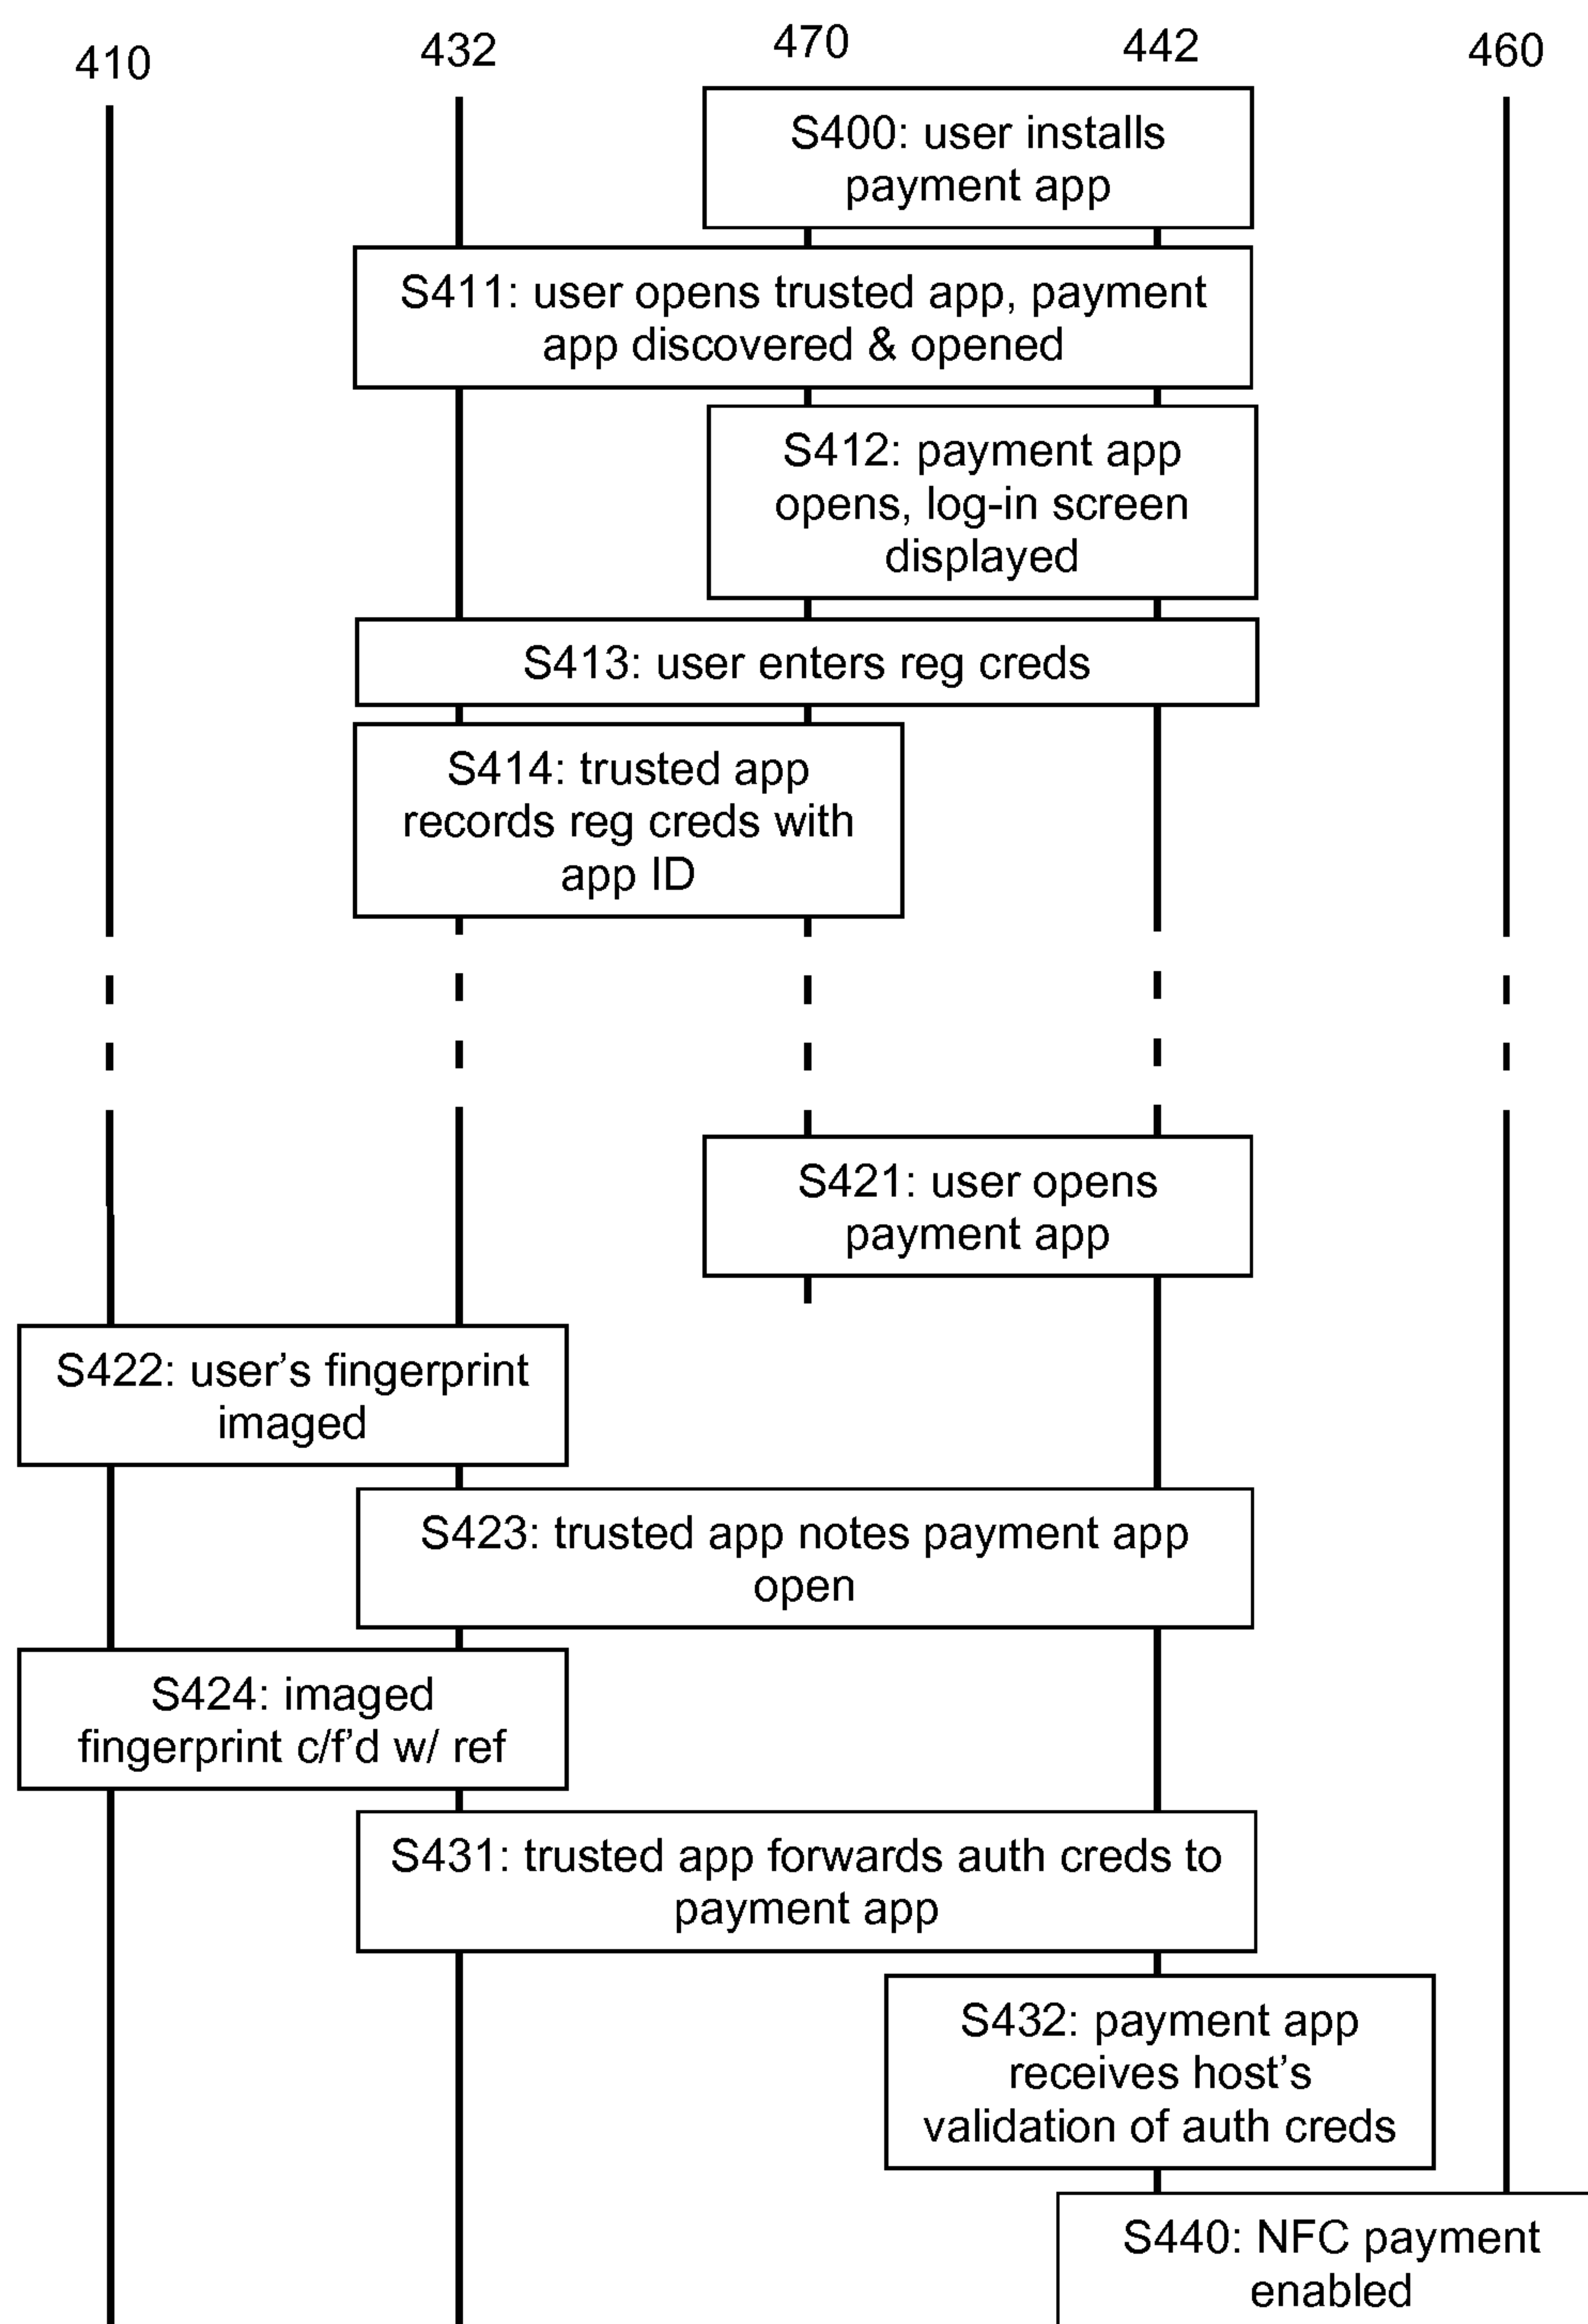 410
432
470
442
460
S400: user installs
payment app
S411: user opens trusted app, payment
app discovered & opened
S412: payment app
opens, log-in screen
displayed
S413: user enters reg creds
S414: trusted app
records reg creds with
app ID
S421: user opens
payment app
S422: user’s fingerprint
imaged
S423: trusted app notes payment app
open
S424: imaged
fingerprint c/f’d w/ ref
S431: trusted app forwards auth creds to
payment app
S432: payment app
receives host’s
validation of auth creds
S440: NFC payment
enabled